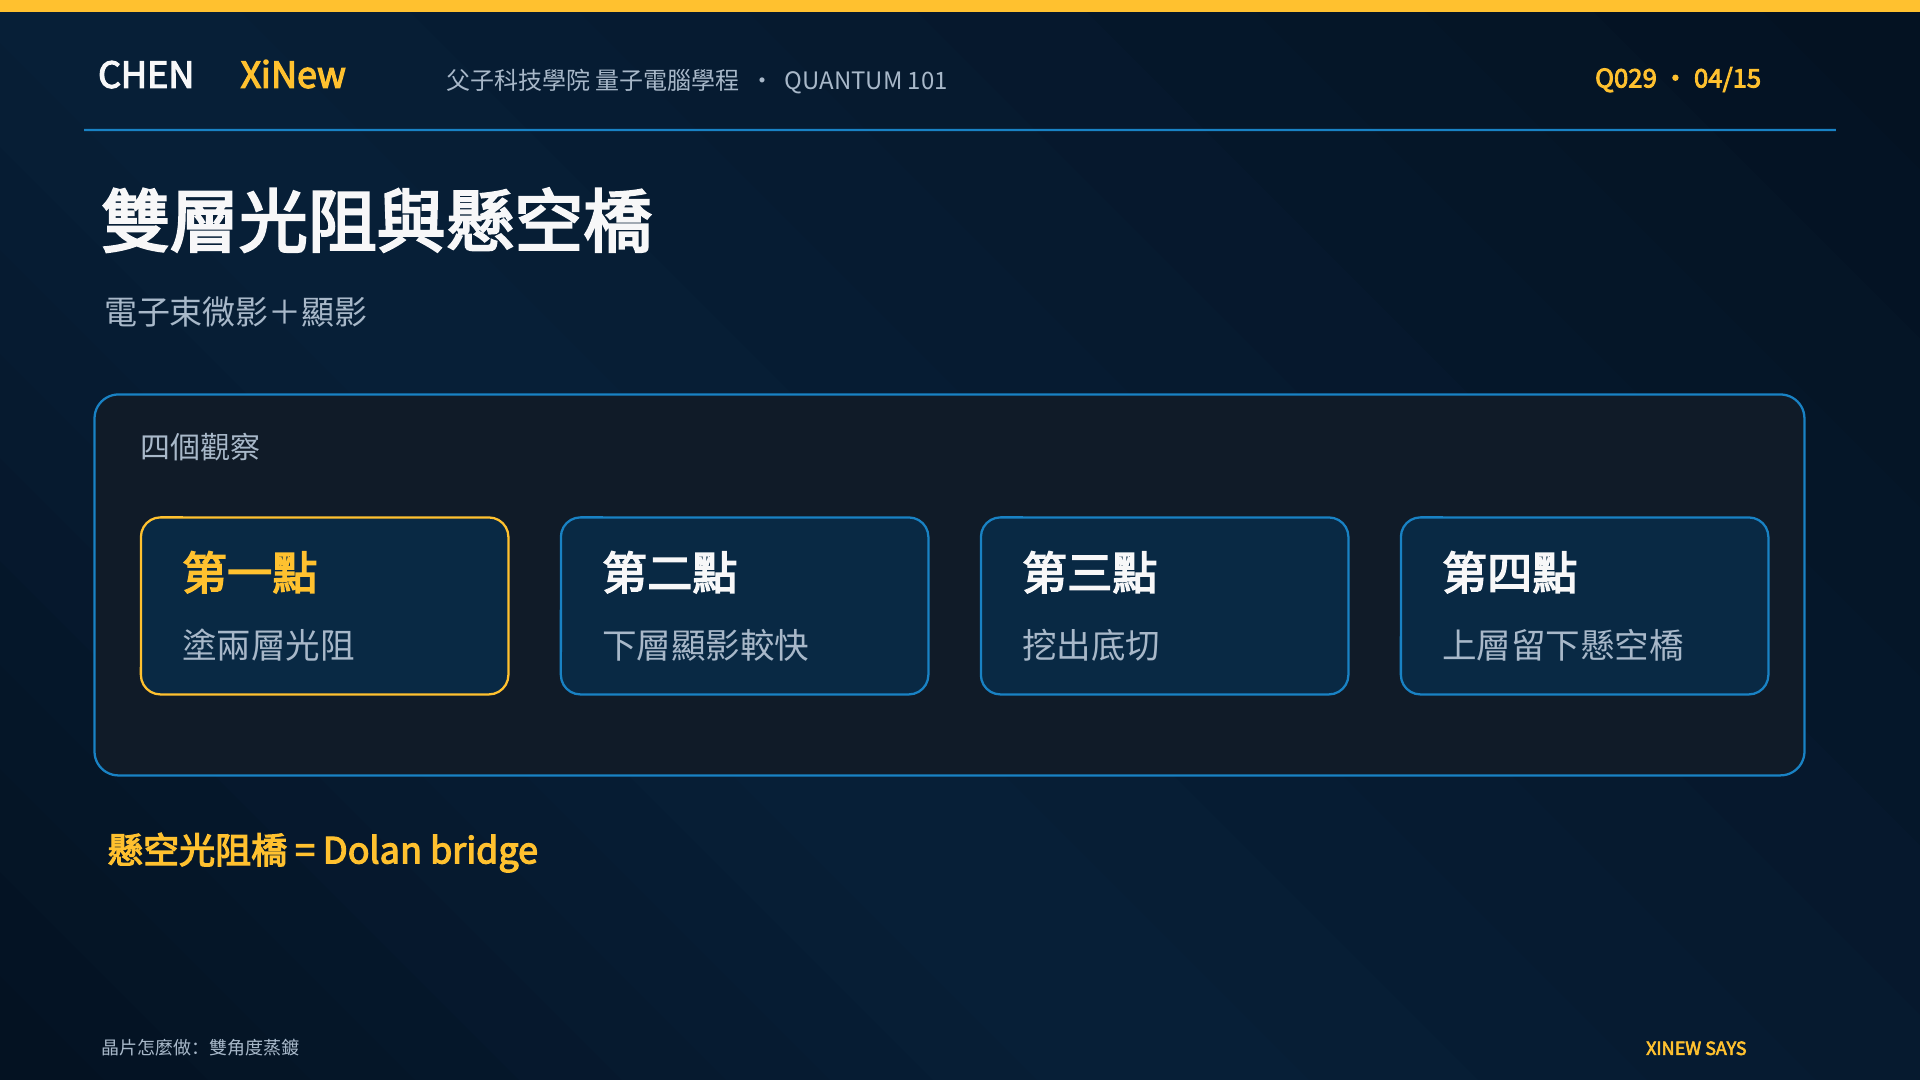 CHEN XiNew 父子科技學院 量子電腦學程 · QUANTUM 101 Q029 · 04/15
雙層光阻與懸空橋
電子束微影＋顯影
四個觀察
第一點 第二點 第三點 第四點
塗兩層光阻 下層顯影較快 挖出底切 上層留下懸空橋
懸空光阻橋 = Dolan bridge
晶片怎麼做：雙角度蒸鍍 XINEW SAYS